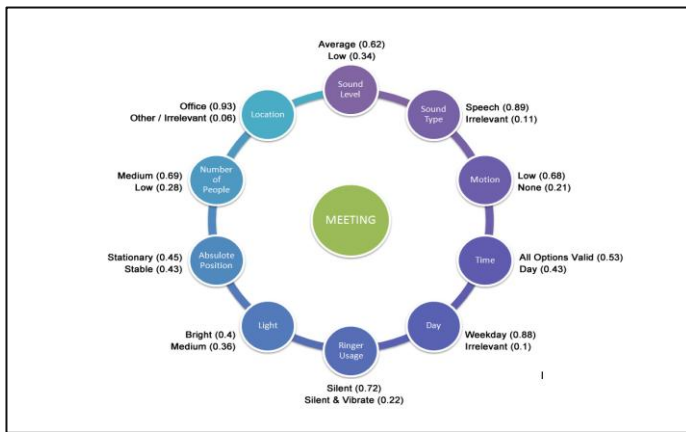 Average (0.62)
Low (0.34)
Sound
Level
Speech (0.89)
Irrelevant (0.11)
Sound
Type
Low (0.68)
None (0.21)
Motion
All Options Valid (0.53)
Day (0.43)
Time
Weekday (0.88)
Irrelevant (0.1)
Day
Silent (0.72)
Silent & Vibrate (0.22)
Ringer
Usage
Bright (0.4)
Medium (0.36)
Light
Stationary (0.45)
Stable (0.43)
Absulote
Position
Medium (0.69)
Low (0.28)
Number
of
People
Office (0.93)
Other / Irrelevant (0.06)
Location
MEETING
I